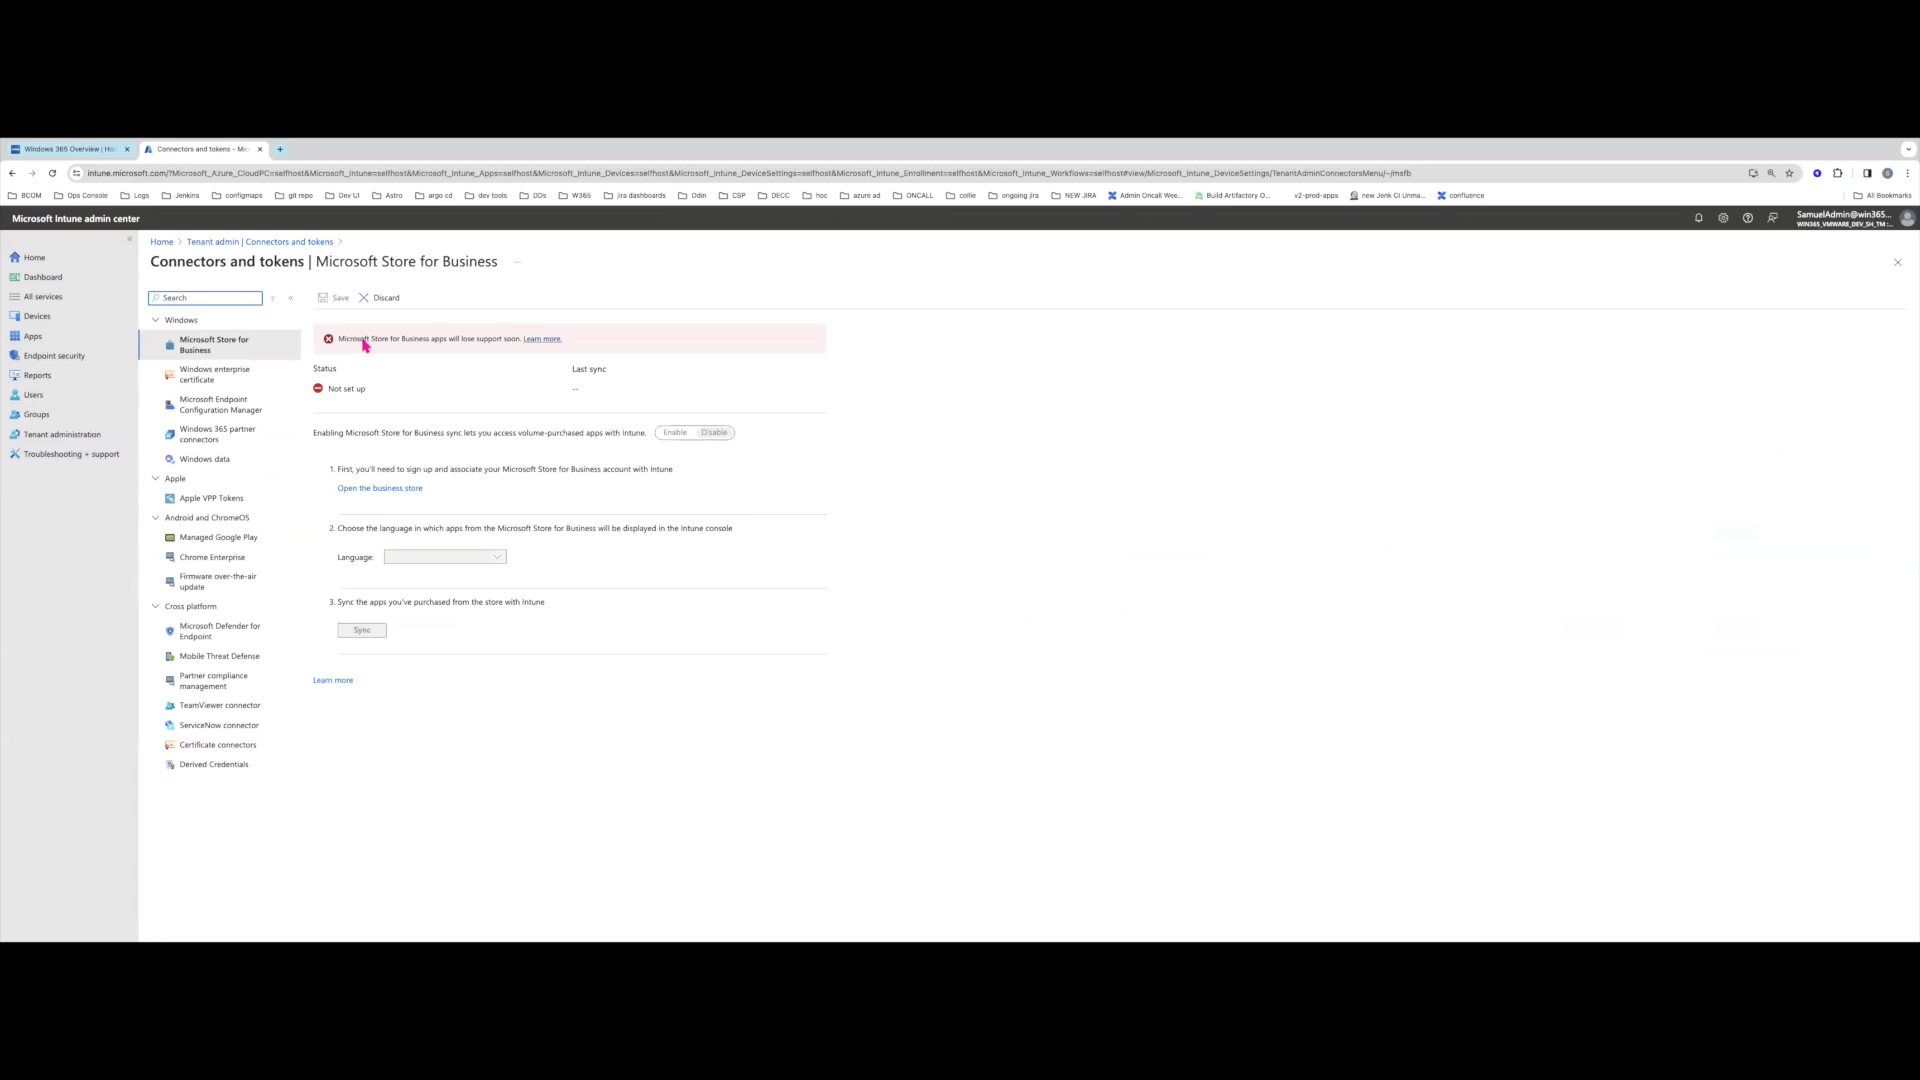 Windows 365 Overview | Hor
Connectors and tokens - Mic
intune.microsoft.com/?Microsoft_Azure_CloudPC=selfhost&Microsoft_Intune=selfhost&Microsoft_Intune_Apps=selfhost&Microsoft_Intune_Devices=selfhost&Microsoft_Intune_DeviceSettings=selfhost&Microsoft_Intune_Enrollment=selfhost&Microsoft_Intune_Workflows=selfhost#view/Microsoft_Intune_DeviceSettings/TenantAdminConnectorsMenu/~/msfb
BCOM Ops Console Logs Jenkins configmaps git repo Dev UI Astro argo cd dev tools DDs W365 jira dashboards Odin CSP DECC hoc azure ad ONCALL collie ongoing jira NEW JIRA Admin Oncall Wee... Build Artifactory O... v2-prod-apps new Jenk CI Unma... confluence All Bookmarks
Microsoft Intune admin center
SamuelAdmin@win365...
WIN365_VMWARE_DEV_SH_TM :...
Home
Dashboard
All services
Devices
Apps
Endpoint security
Reports
Users
Groups
Tenant administration
Troubleshooting + support
Home > Tenant admin | Connectors and tokens >
Connectors and tokens | Microsoft Store for Business ...
Search
Windows
Microsoft Store for
Business
Windows enterprise
certificate
Microsoft Endpoint
Configuration Manager
Windows 365 partner
connectors
Windows data
Apple
Apple VPP Tokens
Android and ChromeOS
Managed Google Play
Chrome Enterprise
Firmware over-the-air
update
Cross platform
Microsoft Defender for
Endpoint
Mobile Threat Defense
Partner compliance
management
TeamViewer connector
ServiceNow connector
Certificate connectors
Derived Credentials
Save Discard
Microsoft Store for Business apps will lose support soon. Learn more.
Status Last sync
Not set up --
Enabling Microsoft Store for Business sync lets you access volume-purchased apps with Intune. Enable Disable
1. First, you'll need to sign up and associate your Microsoft Store for Business account with Intune
Open the business store
2. Choose the language in which apps from the Microsoft Store for Business will be displayed in the Intune console
Language:
3. Sync the apps you've purchased from the store with Intune
Sync
Learn more